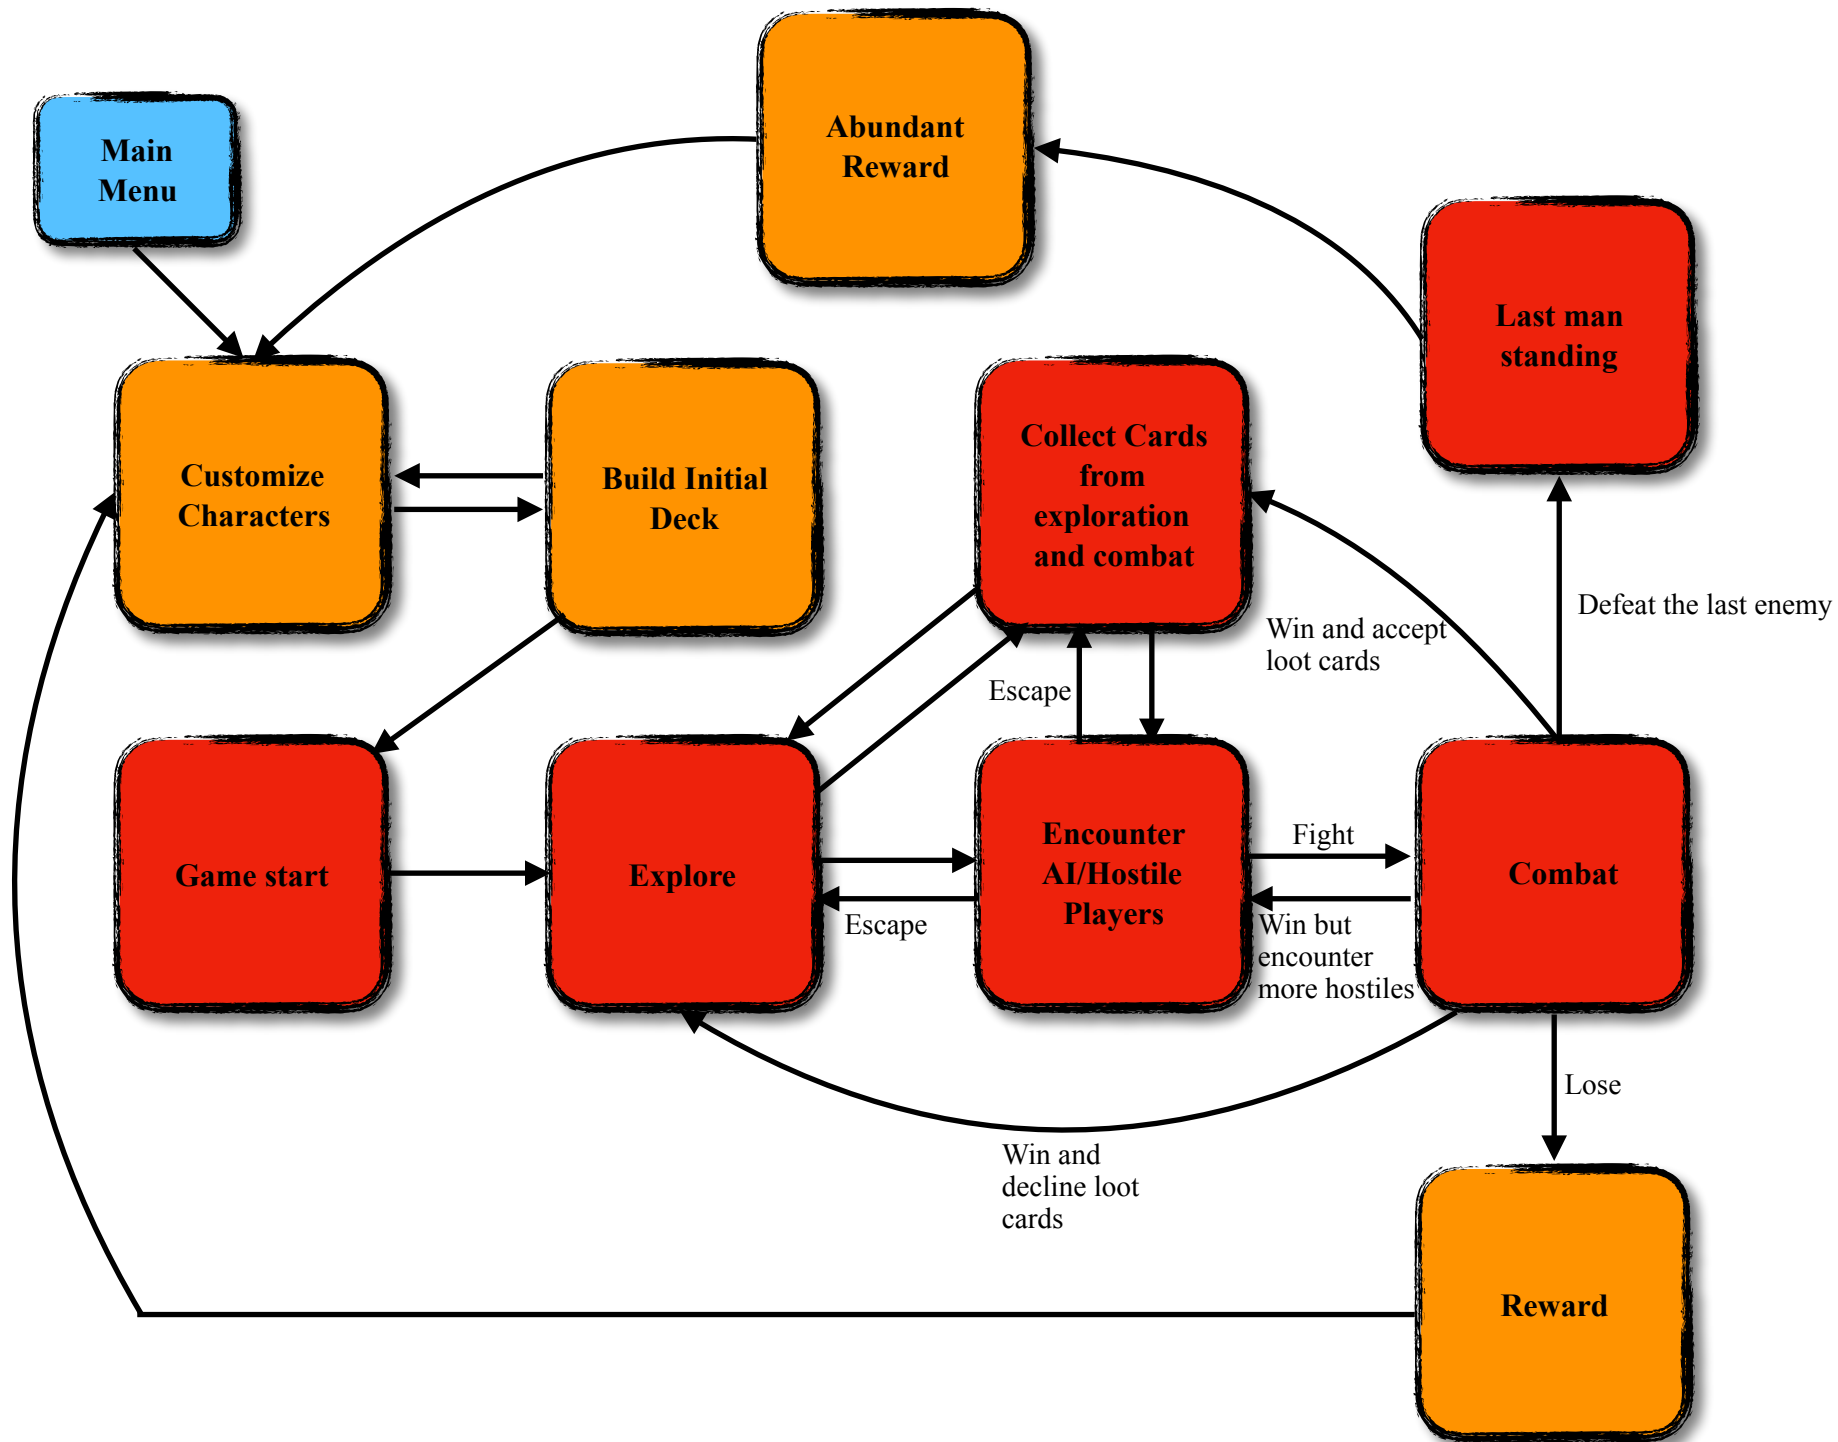 Abundant
Reward
Main
Menu
Last man
standing
Customize
Characters
Build Initial
Deck
Collect Cards
from
exploration
and combat
Defeat the last enemy
Win and accept
loot cards
Escape
Game start
Explore
Encounter
AI/Hostile
Players
Fight
Combat
Escape
Win but
encounter
more hostiles
Lose
Win and
decline loot
cards
Reward